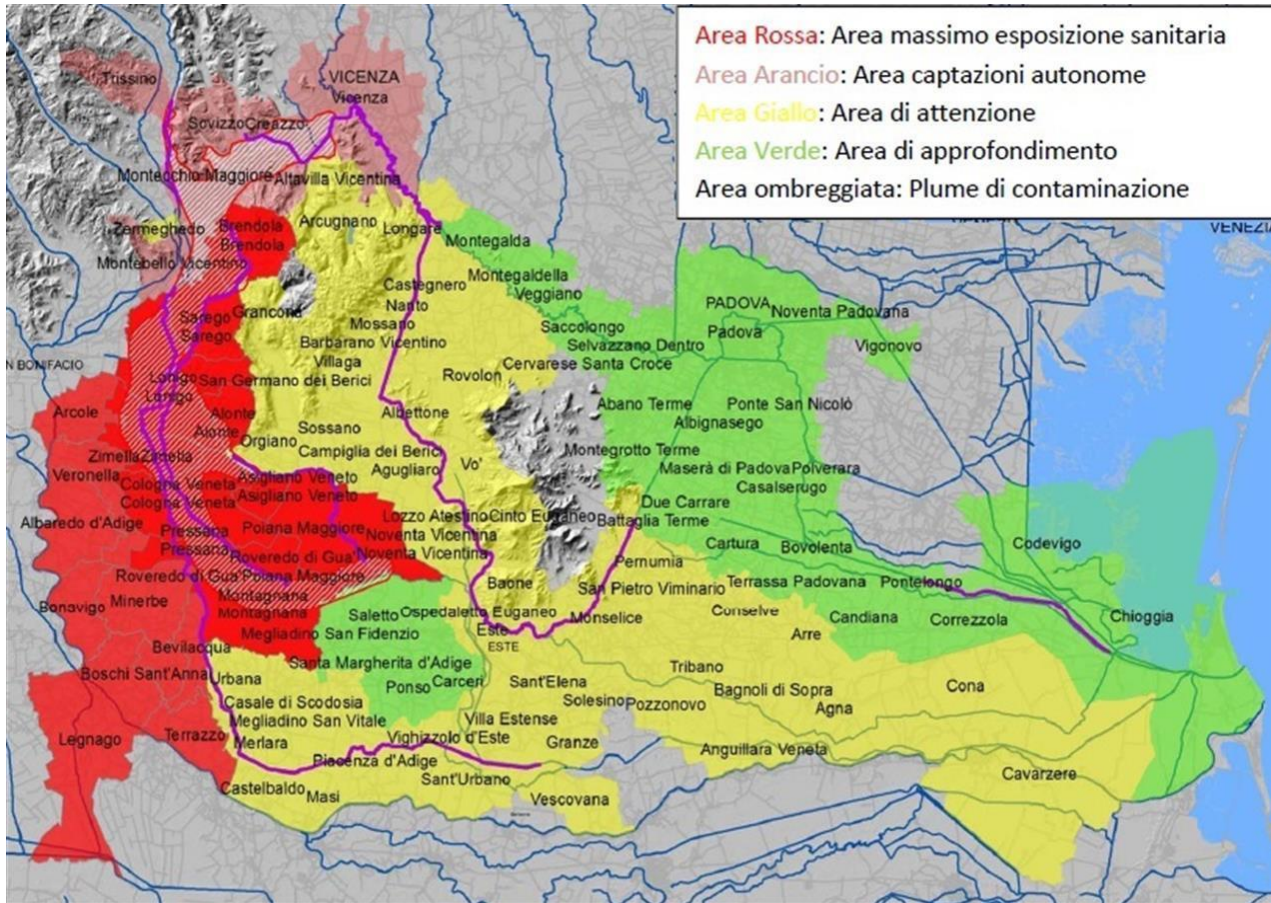 Area Rossa: Area massimo esposizione sanitaria
Area Arancio: Area captazioni autonome
Area Giallo: Area di attenzione
Area Verde: Area di approfondimento
Area ombreggiata: Plume di contaminazione
VENEZIA
Trissino
VICENZA
Vicenza
Sovizzo
Creazzo
Montecchio Maggiore
Altavilla Vicentina
Zermeghedo
Brendola
Brendola
Arcugnano
Longare
Montegalda
Montebello Vicentino
Montegaldella
Veggiano
Castegnero
Nanto
Grancona
Sarego
Sarego
Mossano
Barbarano Vicentino
Villaga
PADOVA
Noventa Padovana
Padova
Saccolongo
Selvazzano Dentro
Vigonovo
Cervarese Santa Croce
N BONIFACIO
Lonigo
Lonigo
San Germano dei Berici
Rovolon
Arcole
Alonte
Alonte
Albettone
Abano Terme
Ponte San Nicolò
Albignasego
Sossano
Orgiano
Campiglia dei Berici
Montegrotto Terme
Zimella
Zimella
Veronella
Agugliaro
Vo'
Maserà di Padova
Polverara
Casalserugo
Cologna Veneta
Cologna Veneta
Asigliano Veneto
Asigliano Veneto
Due Carrare
Albaredo d'Adige
Pressana
Pressana
Poiana Maggiore
Lozzo Atestino
Cinto Euganeo
Battaglia Terme
Noventa Vicentina
Noventa Vicentina
Cartura
Bovolenta
Codevigo
Roveredo di Gua'
Roveredo di Gua'
Poiana Maggiore
Pernumia
Baone
San Pietro Viminario
Terrassa Padovana
Pontelongo
Bonavigo
Minerbe
Montagnana
Montagnana
Saletto
Ospedaletto Euganeo
Monselice
Conselve
Candiana
Correzzola
Chioggia
Megliadino San Fidenzio
Este
ESTE
Arre
Bevilacqua
Boschi Sant'Anna
Urbana
Santa Margherita d'Adige
Carceri
Ponso
Sant'Elena
Tribano
Bagnoli di Sopra
Cona
Casale di Scodosia
Solesino
Pozzonovo
Agna
Megliadino San Vitale
Villa Estense
Legnago
Terrazzo
Merlara
Vighizzolo d'Este
Granze
Anguillara Veneta
Piacenza d'Adige
Sant'Urbano
Cavarzere
Castelbaldo
Masi
Vescovana